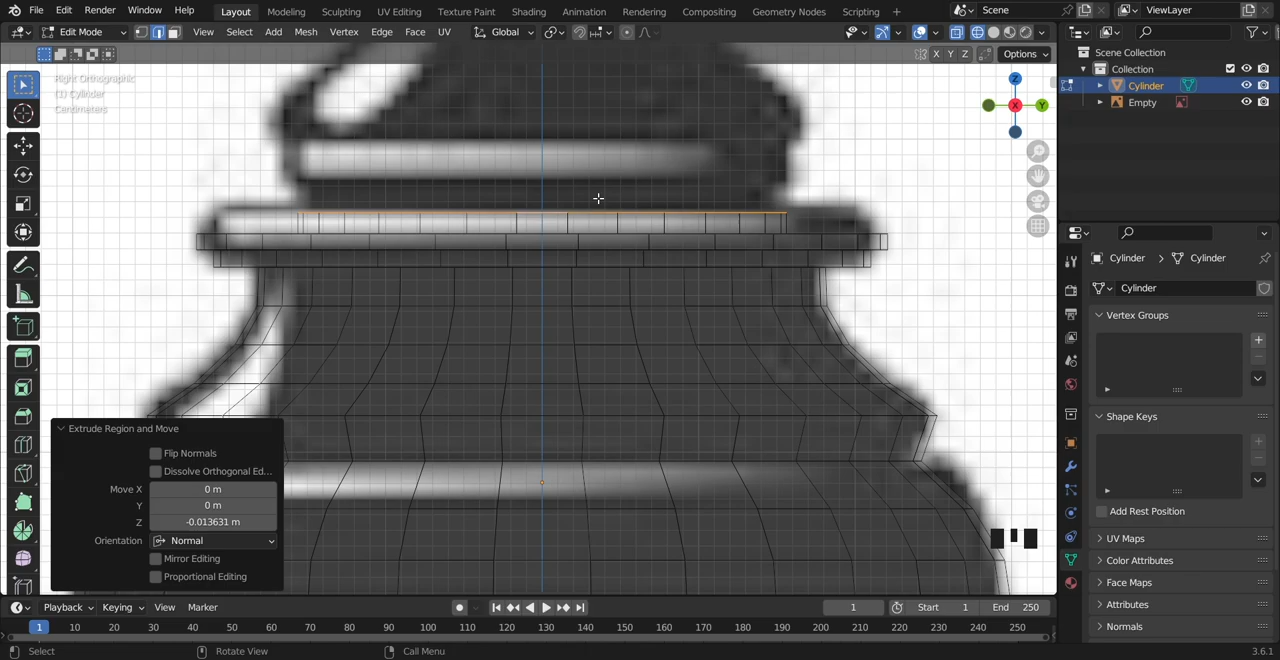 File Edit Render Window Help Layout Modeling Sculpting UV Editing Texture Paint Shading Animation Rendering Compositing Geometry Nodes Scripting + Scene ViewLayer
Edit Mode View Select Add Mesh Vertex Edge Face UV Global
X Y Z Options
Right Orthographic
(1) Cylinder
Centimeters
Z
X
Y
Scene Collection
Collection
Cylinder
Empty
Cylinder > Cylinder
Cylinder
Vertex Groups
Shape Keys
Add Rest Position
UV Maps
Color Attributes
Face Maps
Attributes
Normals
Extrude Region and Move
Flip Normals
Dissolve Orthogonal Ed...
Move X 0 m
Y 0 m
Z -0.013631 m
Orientation Normal
Mirror Editing
Proportional Editing
Playback Keying View Marker 1 Start 1 End 250
1 10 20 30 40 50 60 70 80 90 100 110 120 130 140 150 160 170 180 190 200 210 220 230 240 250
Select Rotate View Call Menu 3.6.1